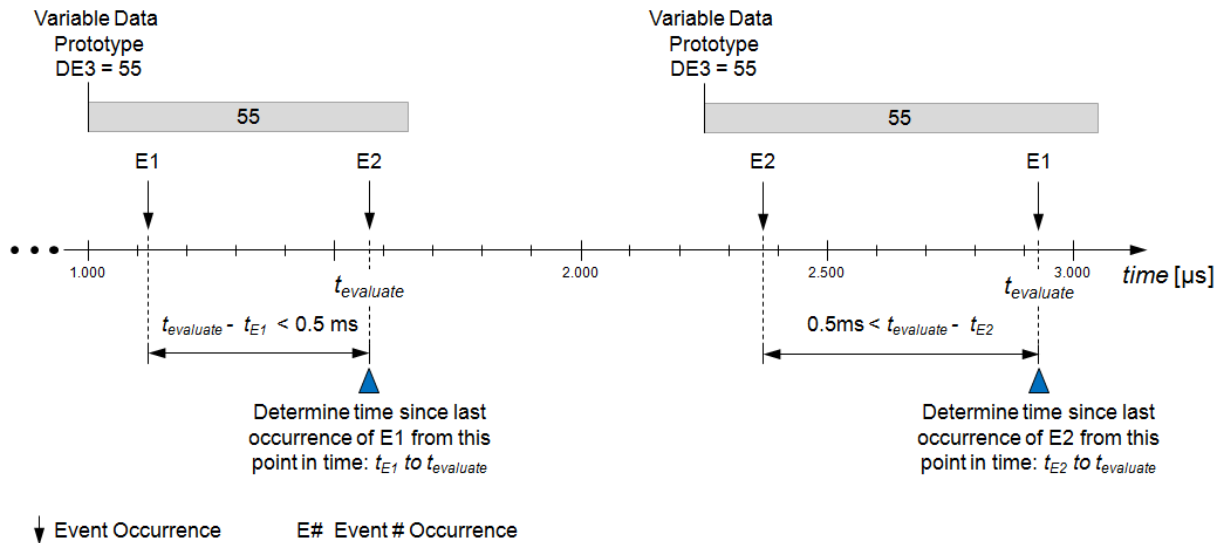 Variable Data
Prototype
DE3 = 55
Variable Data
Prototype
DE3 = 55
55
55
E1
E2
E2
E1
1.000
2.000
2.500
3.000
time [µs]
tevaluate
tevaluate
tevaluate - tE1 < 0.5 ms
0.5ms < tevaluate - tE2
Determine time since last
occurrence of E1 from this
point in time: tE1 to tevaluate
Determine time since last
occurrence of E2 from this
point in time: tE2 to tevaluate
Event Occurrence
E# Event # Occurrence